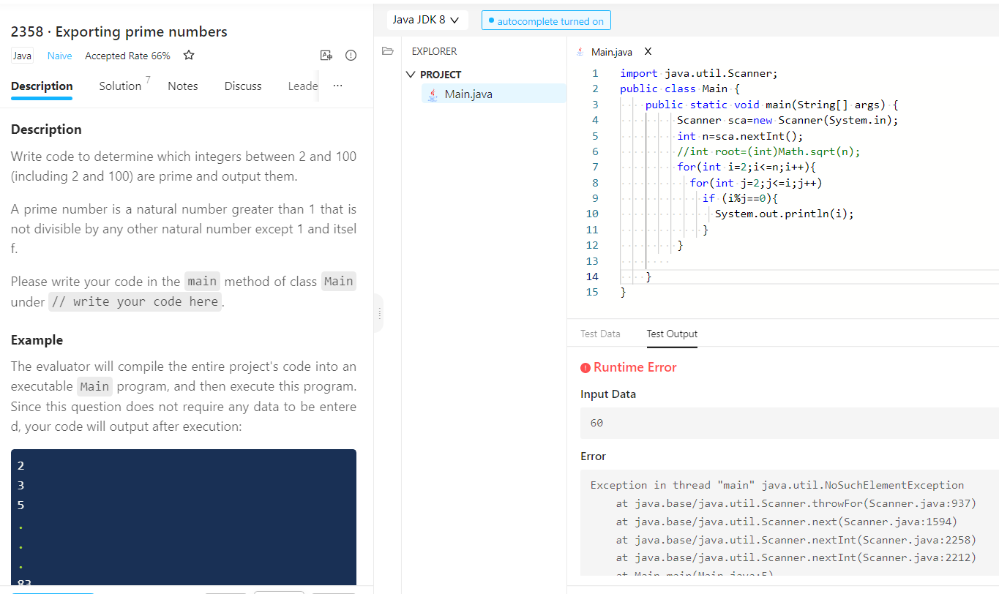 2358 · Exporting prime numbers
Java Naive Accepted Rate 66%
Description Solution 7 Notes Discuss Leade ...
Description
Write code to determine which integers between 2 and 100
(including 2 and 100) are prime and output them.
A prime number is a natural number greater than 1 that is
not divisible by any other natural number except 1 and itsel
f.
Please write your code in the main method of class Main
under // write your code here.
Example
The evaluator will compile the entire project's code into an
executable Main program, and then execute this program.
Since this question does not require any data to be entere
d, your code will output after execution:
2
3
5
.
.
.
83
Java JDK 8
autocomplete turned on
EXPLORER
PROJECT
Main.java
Main.java X
1 import java.util.Scanner;
2 public class Main {
3 public static void main(String[] args) {
4 Scanner sca=new Scanner(System.in);
5 int n=sca.nextInt();
6 //int root=(int)Math.sqrt(n);
7 for(int i=2;i<=n;i++){
8 for(int j=2;j<=i;j++)
9 if (i%j==0){
10 System.out.println(i);
11 }
12 }
13
14 }
15 }
Test Data Test Output
Runtime Error
Input Data
60
Error
Exception in thread "main" java.util.NoSuchElementException
at java.base/java.util.Scanner.throwFor(Scanner.java:937)
at java.base/java.util.Scanner.next(Scanner.java:1594)
at java.base/java.util.Scanner.nextInt(Scanner.java:2258)
at java.base/java.util.Scanner.nextInt(Scanner.java:2212)
at Main.main(Main.java:5)